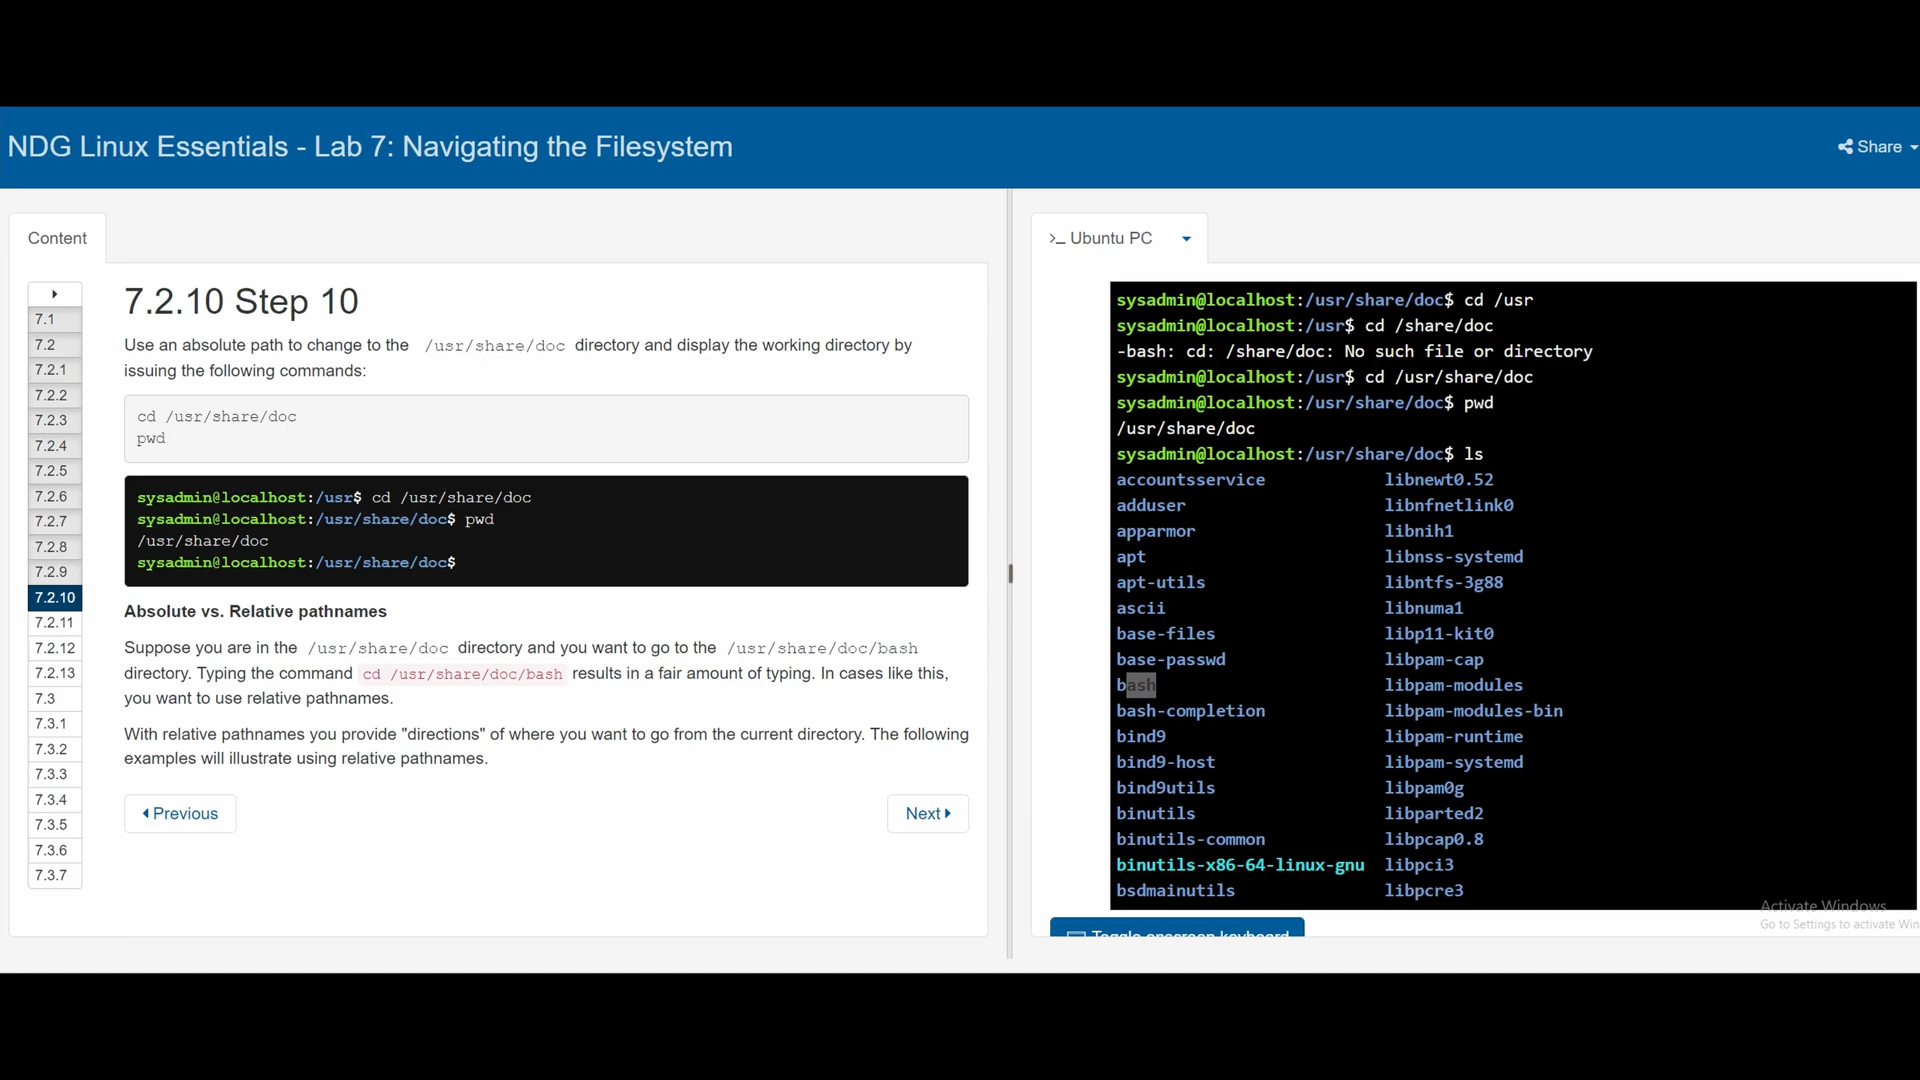 NDG Linux Essentials - Lab 7: Navigating the Filesystem
Share
Content
7.1
7.2
7.2.1
7.2.2
7.2.3
7.2.4
7.2.5
7.2.6
7.2.7
7.2.8
7.2.9
7.2.10
7.2.11
7.2.12
7.2.13
7.3
7.3.1
7.3.2
7.3.3
7.3.4
7.3.5
7.3.6
7.3.7
7.2.10 Step 10
Use an absolute path to change to the /usr/share/doc directory and display the working directory by
issuing the following commands:
cd /usr/share/doc
pwd
sysadmin@localhost:/usr$ cd /usr/share/doc
sysadmin@localhost:/usr/share/doc$ pwd
/usr/share/doc
sysadmin@localhost:/usr/share/doc$
Absolute vs. Relative pathnames
Suppose you are in the /usr/share/doc directory and you want to go to the /usr/share/doc/bash
directory. Typing the command cd /usr/share/doc/bash results in a fair amount of typing. In cases like this,
you want to use relative pathnames.
With relative pathnames you provide "directions" of where you want to go from the current directory. The following
examples will illustrate using relative pathnames.
Previous
Next
>_ Ubuntu PC
sysadmin@localhost:/usr/share/doc$ cd /usr
sysadmin@localhost:/usr$ cd /share/doc
-bash: cd: /share/doc: No such file or directory
sysadmin@localhost:/usr$ cd /usr/share/doc
sysadmin@localhost:/usr/share/doc$ pwd
/usr/share/doc
sysadmin@localhost:/usr/share/doc$ ls
accountsservice libnewt0.52
adduser libnfnetlink0
apparmor libnih1
apt libnss-systemd
apt-utils libntfs-3g88
ascii libnuma1
base-files libp11-kit0
base-passwd libpam-cap
bash libpam-modules
bash-completion libpam-modules-bin
bind9 libpam-runtime
bind9-host libpam-systemd
bind9utils libpam0g
binutils libparted2
binutils-common libpcap0.8
binutils-x86-64-linux-gnu libpci3
bsdmainutils libpcre3
Toggle onscreen keyboard
Activate Windows
Go to Settings to activate Win